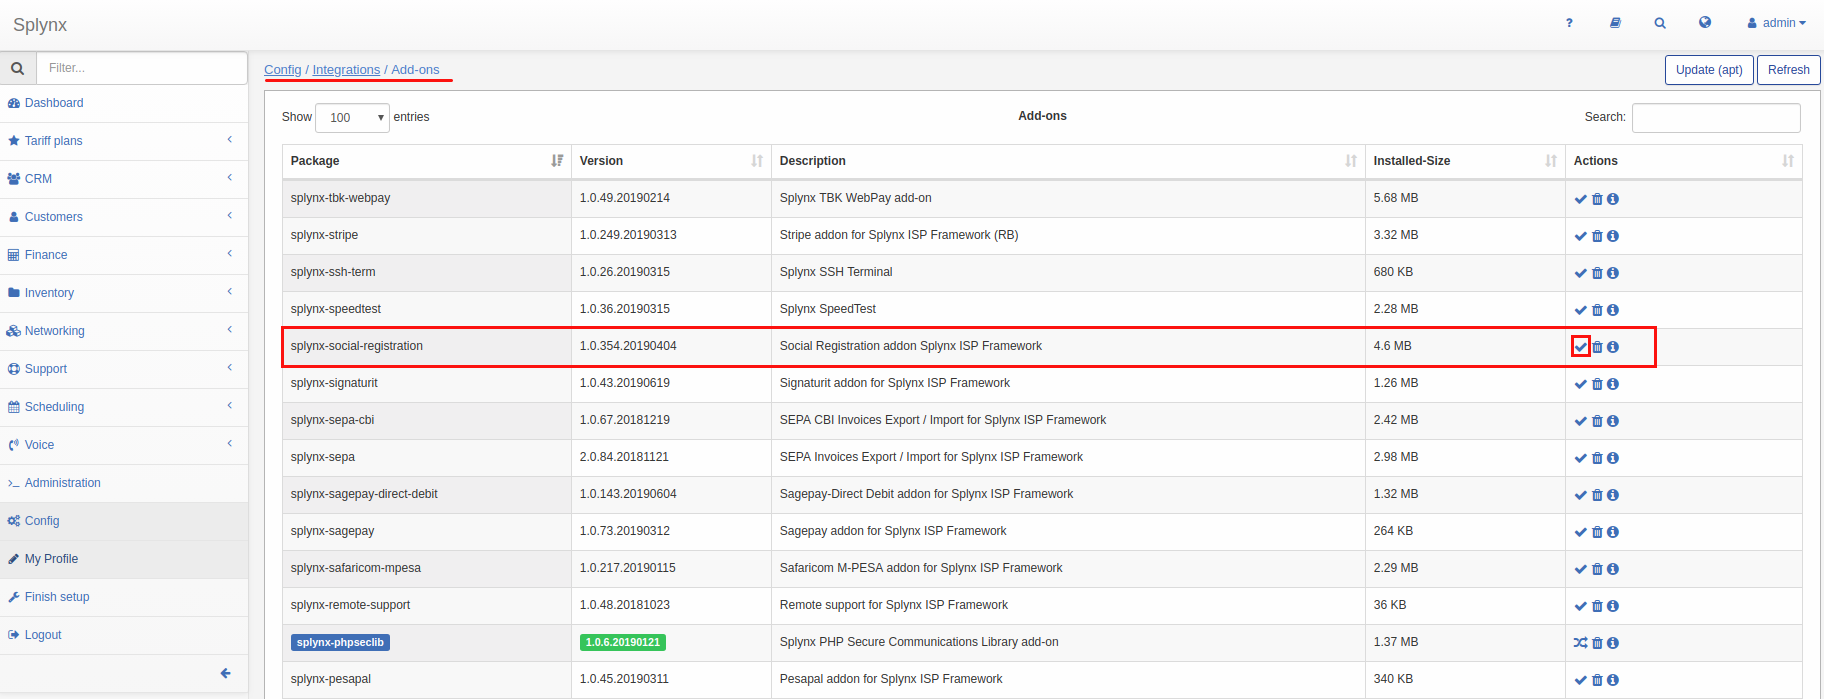 Splynx
? admin
Filter...
Config / Integrations / Add-ons
Update (apt) Refresh
Dashboard
Tariff plans
CRM
Customers
Finance
Inventory
Networking
Support
Scheduling
Voice
Administration
Config
My Profile
Finish setup
Logout
Show 100 entries Add-ons Search:
Package Version Description Installed-Size Actions
splynx-tbk-webpay 1.0.49.20190214 Splynx TBK WebPay add-on 5.68 MB
splynx-stripe 1.0.249.20190313 Stripe addon for Splynx ISP Framework (RB) 3.32 MB
splynx-ssh-term 1.0.26.20190315 Splynx SSH Terminal 680 KB
splynx-speedtest 1.0.36.20190315 Splynx SpeedTest 2.28 MB
splynx-social-registration 1.0.354.20190404 Social Registration addon Splynx ISP Framework 4.6 MB
splynx-signaturit 1.0.43.20190619 Signaturit addon for Splynx ISP Framework 1.26 MB
splynx-sepa-cbi 1.0.67.20181219 SEPA CBI Invoices Export / Import for Splynx ISP Framework 2.42 MB
splynx-sepa 2.0.84.20181121 SEPA Invoices Export / Import for Splynx ISP Framework 2.98 MB
splynx-sagepay-direct-debit 1.0.143.20190604 Sagepay-Direct Debit addon for Splynx ISP Framework 1.32 MB
splynx-sagepay 1.0.73.20190312 Sagepay addon for Splynx ISP Framework 264 KB
splynx-safaricom-mpesa 1.0.217.20190115 Safaricom M-PESA addon for Splynx ISP Framework 2.29 MB
splynx-remote-support 1.0.48.20181023 Remote support for Splynx ISP Framework 36 KB
splynx-phpseclib 1.0.6.20190121 Splynx PHP Secure Communications Library add-on 1.37 MB
splynx-pesapal 1.0.45.20190311 Pesapal addon for Splynx ISP Framework 340 KB